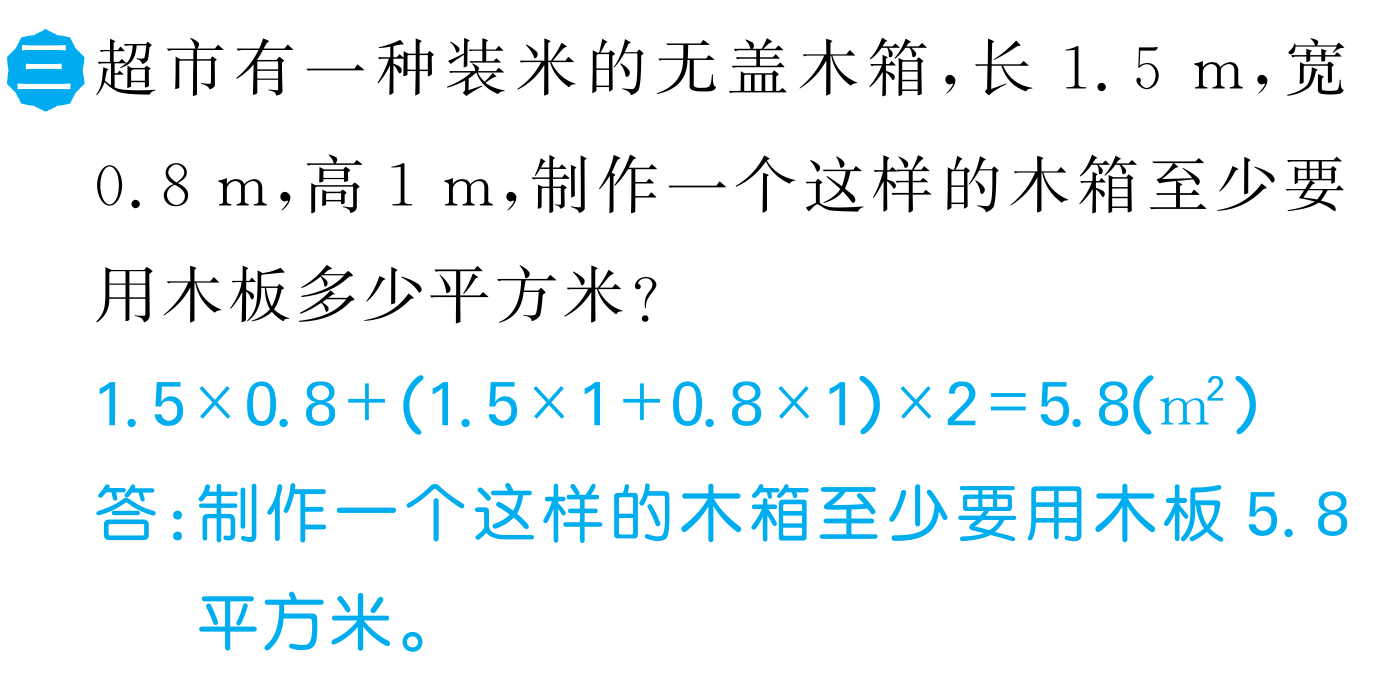 三 超市有一种装米的无盖木箱,长 1.5 m,宽
0.8 m,高 1 m,制作一个这样的木箱至少要
用木板多少平方米?
1.5×0.8+(1.5×1+0.8×1)×2=5.8(m²)
答:制作一个这样的木箱至少要用木板 5.8
平方米。